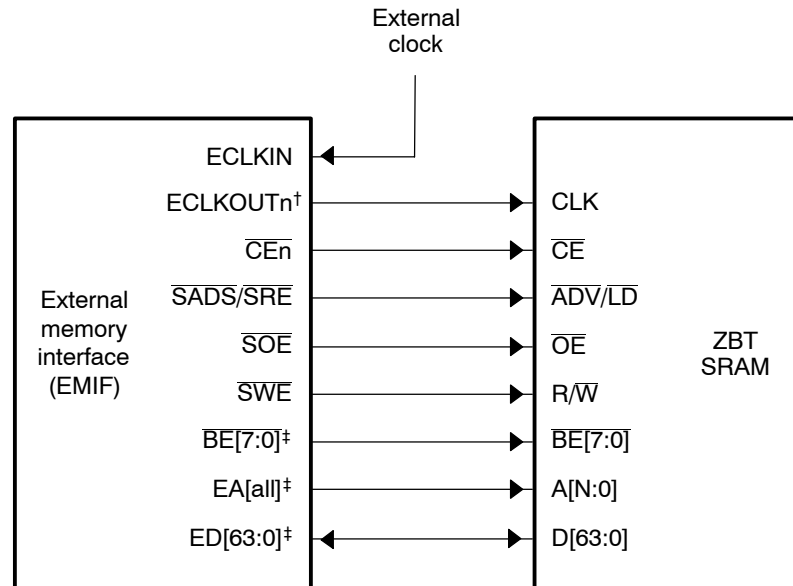 External
clock
ECLKIN
ECLKOUTn†
CLK
CEn
CE
SADS/SRE
ADV/LD
External
memory
interface
(EMIF)
SOE
OE
ZBT
SRAM
SWE
R/W
BE[7:0]‡
BE[7:0]
EA[all]‡
A[N:0]
ED[63:0]‡
D[63:0]